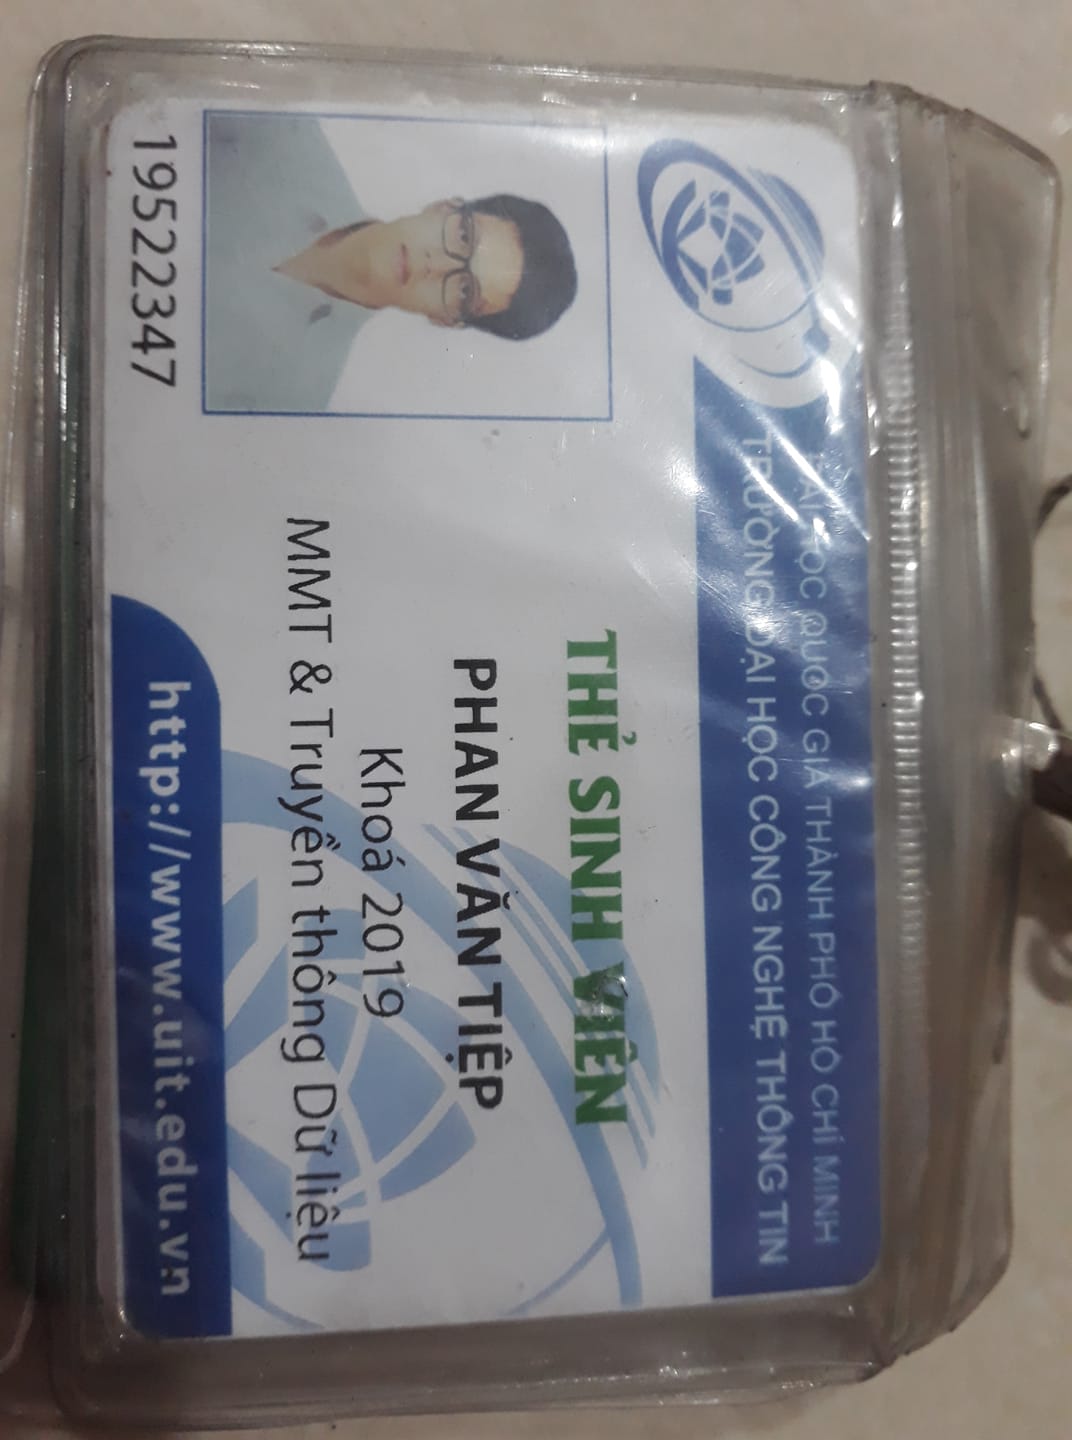 ĐẠI HỌC QUỐC GIA THÀNH PHỐ HỒ CHÍ MINH
TRƯỜNG ĐẠI HỌC CÔNG NGHỆ THÔNG TIN
THẺ SINH VIÊN
PHAN VĂN TIỆP
Khoá 2019
MMT & Truyền thông Dữ liệu
19522347
http://www.uit.edu.vn